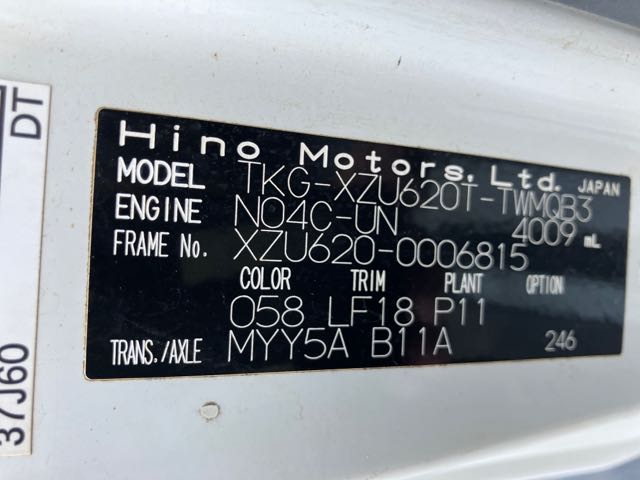 Hino Motors, Ltd. JAPAN
MODEL TKG-XZU620T-TWMQB3
ENGINE N04C-UN 4009 mL
FRAME No. XZU620-0006815
COLOR TRIM PLANT OPTION
058 LF18 P11
TRANS./AXLE MYY5A B11A 246
DT
37J60